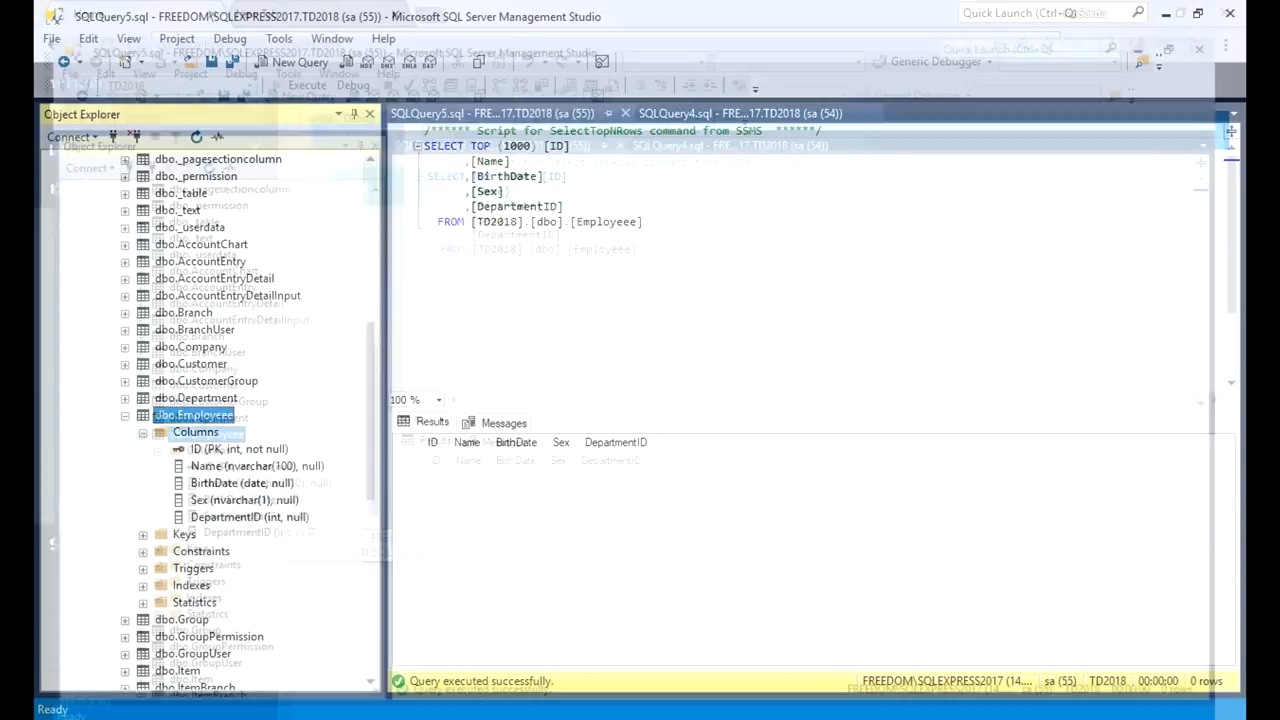 SQLQuery5.sql - FREEDOM\SQLEXPRESS2017.TD2018 (sa (55)) - Microsoft SQL Server Management Studio
Quick Launch (Ctrl+Q)
File Edit View Project Debug Tools Window Help
New Query
Generic Debugger
TD2018
Execute Debug
Object Explorer
SQLQuery5.sql - FRE...17.TD2018 (sa (55))
SQLQuery4.sql - FREE...17.TD2018 (sa (54))
Connect
/****** Script for SelectTopNRows command from SSMS ******/
SELECT TOP (1000) [ID]
,[Name]
,[BirthDate]
,[Sex]
,[DepartmentID]
FROM [TD2018].[dbo].[Employeee]
dbo._pagesectioncolumn
dbo._permission
dbo._table
dbo._text
dbo._userdata
dbo.AccountChart
dbo.AccountEntry
dbo.AccountEntryDetail
dbo.AccountEntryDetailInput
dbo.Branch
dbo.BranchUser
dbo.Company
dbo.Customer
dbo.CustomerGroup
dbo.Department
dbo.Employeee
Columns
ID (PK, int, not null)
Name (nvarchar(100), null)
BirthDate (date, null)
Sex (nvarchar(1), null)
DepartmentID (int, null)
Keys
Constraints
Triggers
Indexes
Statistics
dbo.Group
dbo.GroupPermission
dbo.GroupUser
dbo.Item
dbo.ItemBranch
100 %
Results Messages
ID Name BirthDate Sex DepartmentID
Query executed successfully.
FREEDOM\SQLEXPRESS2017 (14.... sa (55) TD2018 00:00:00 0 rows
Ready